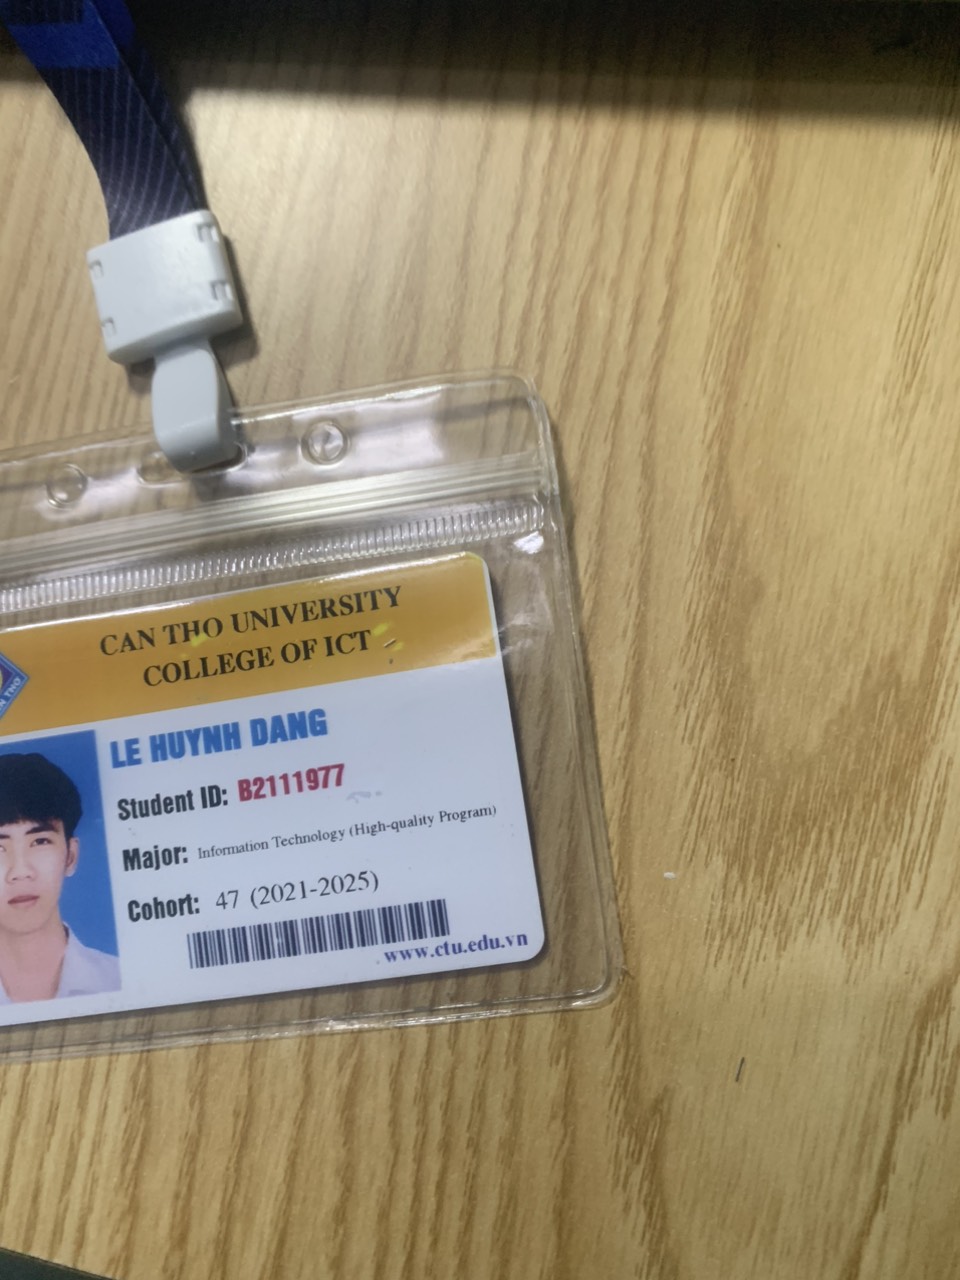 CAN THO UNIVERSITY
COLLEGE OF ICT
LE HUYNH DANG
Student ID: B2111977
Major: Information Technology (High-quality Program)
Cohort: 47 (2021-2025)
www.ctu.edu.vn